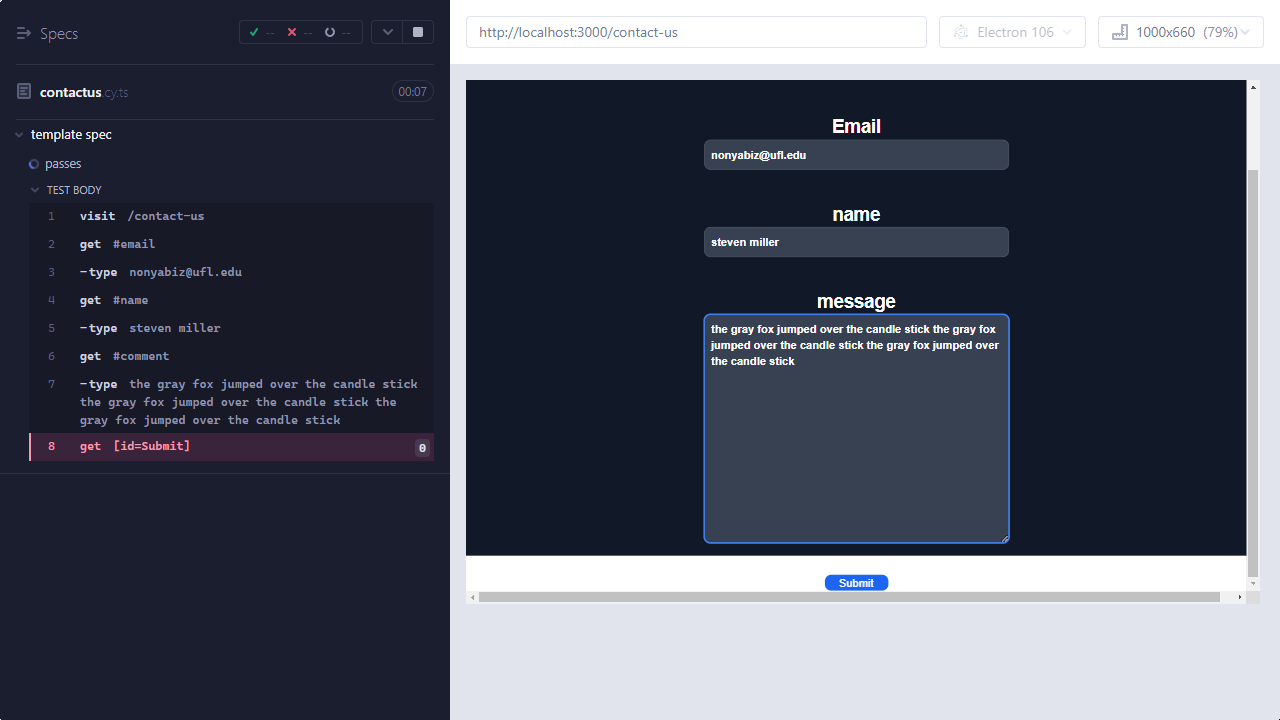 Specs
-- -- --
http://localhost:3000/contact-us
Electron 106
1000x660 (79%)
contactus.cy.ts
00:07
template spec
passes
TEST BODY
1 visit /contact-us
2 get #email
3 -type nonyabiz@ufl.edu
4 get #name
5 -type steven miller
6 get #comment
7 -type the gray fox jumped over the candle stick
the gray fox jumped over the candle stick the
gray fox jumped over the candle stick
8 get [id=Submit] 0
Email
nonyabiz@ufl.edu
name
steven miller
message
the gray fox jumped over the candle stick the gray fox
jumped over the candle stick the gray fox jumped over
the candle stick
Submit